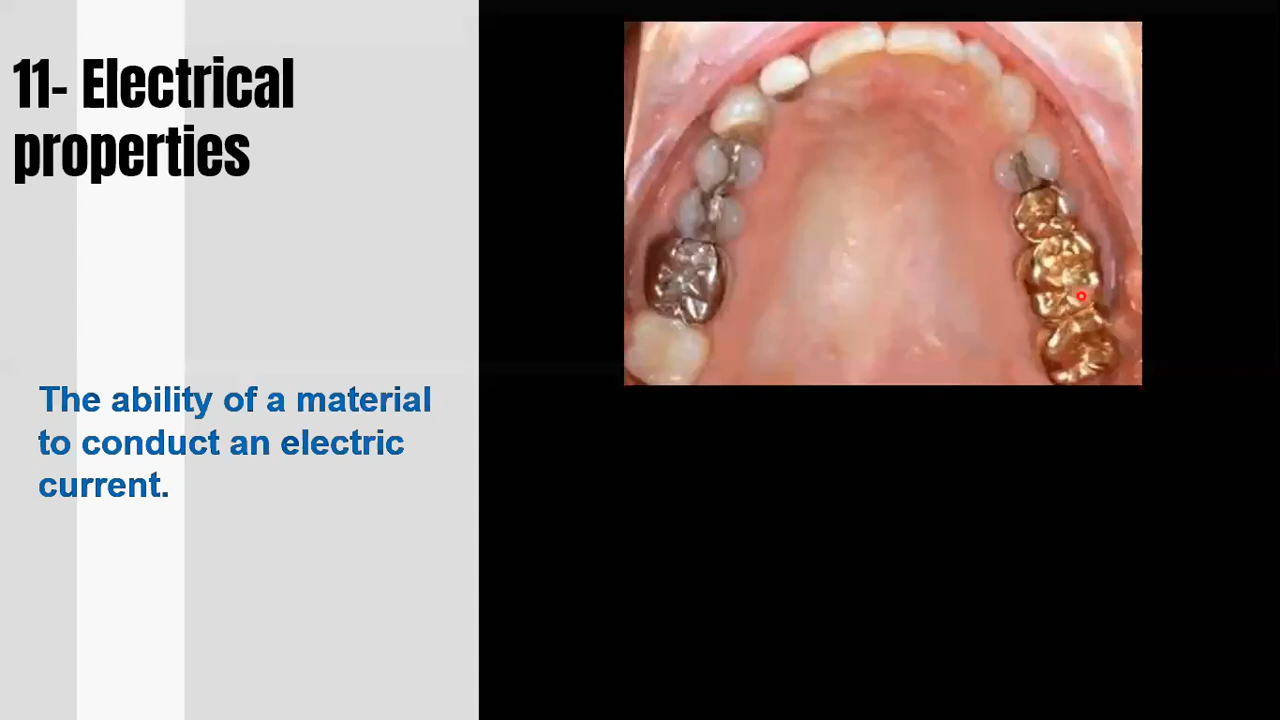 11- Electrical
properties
The ability of a material
to conduct an electric
current.